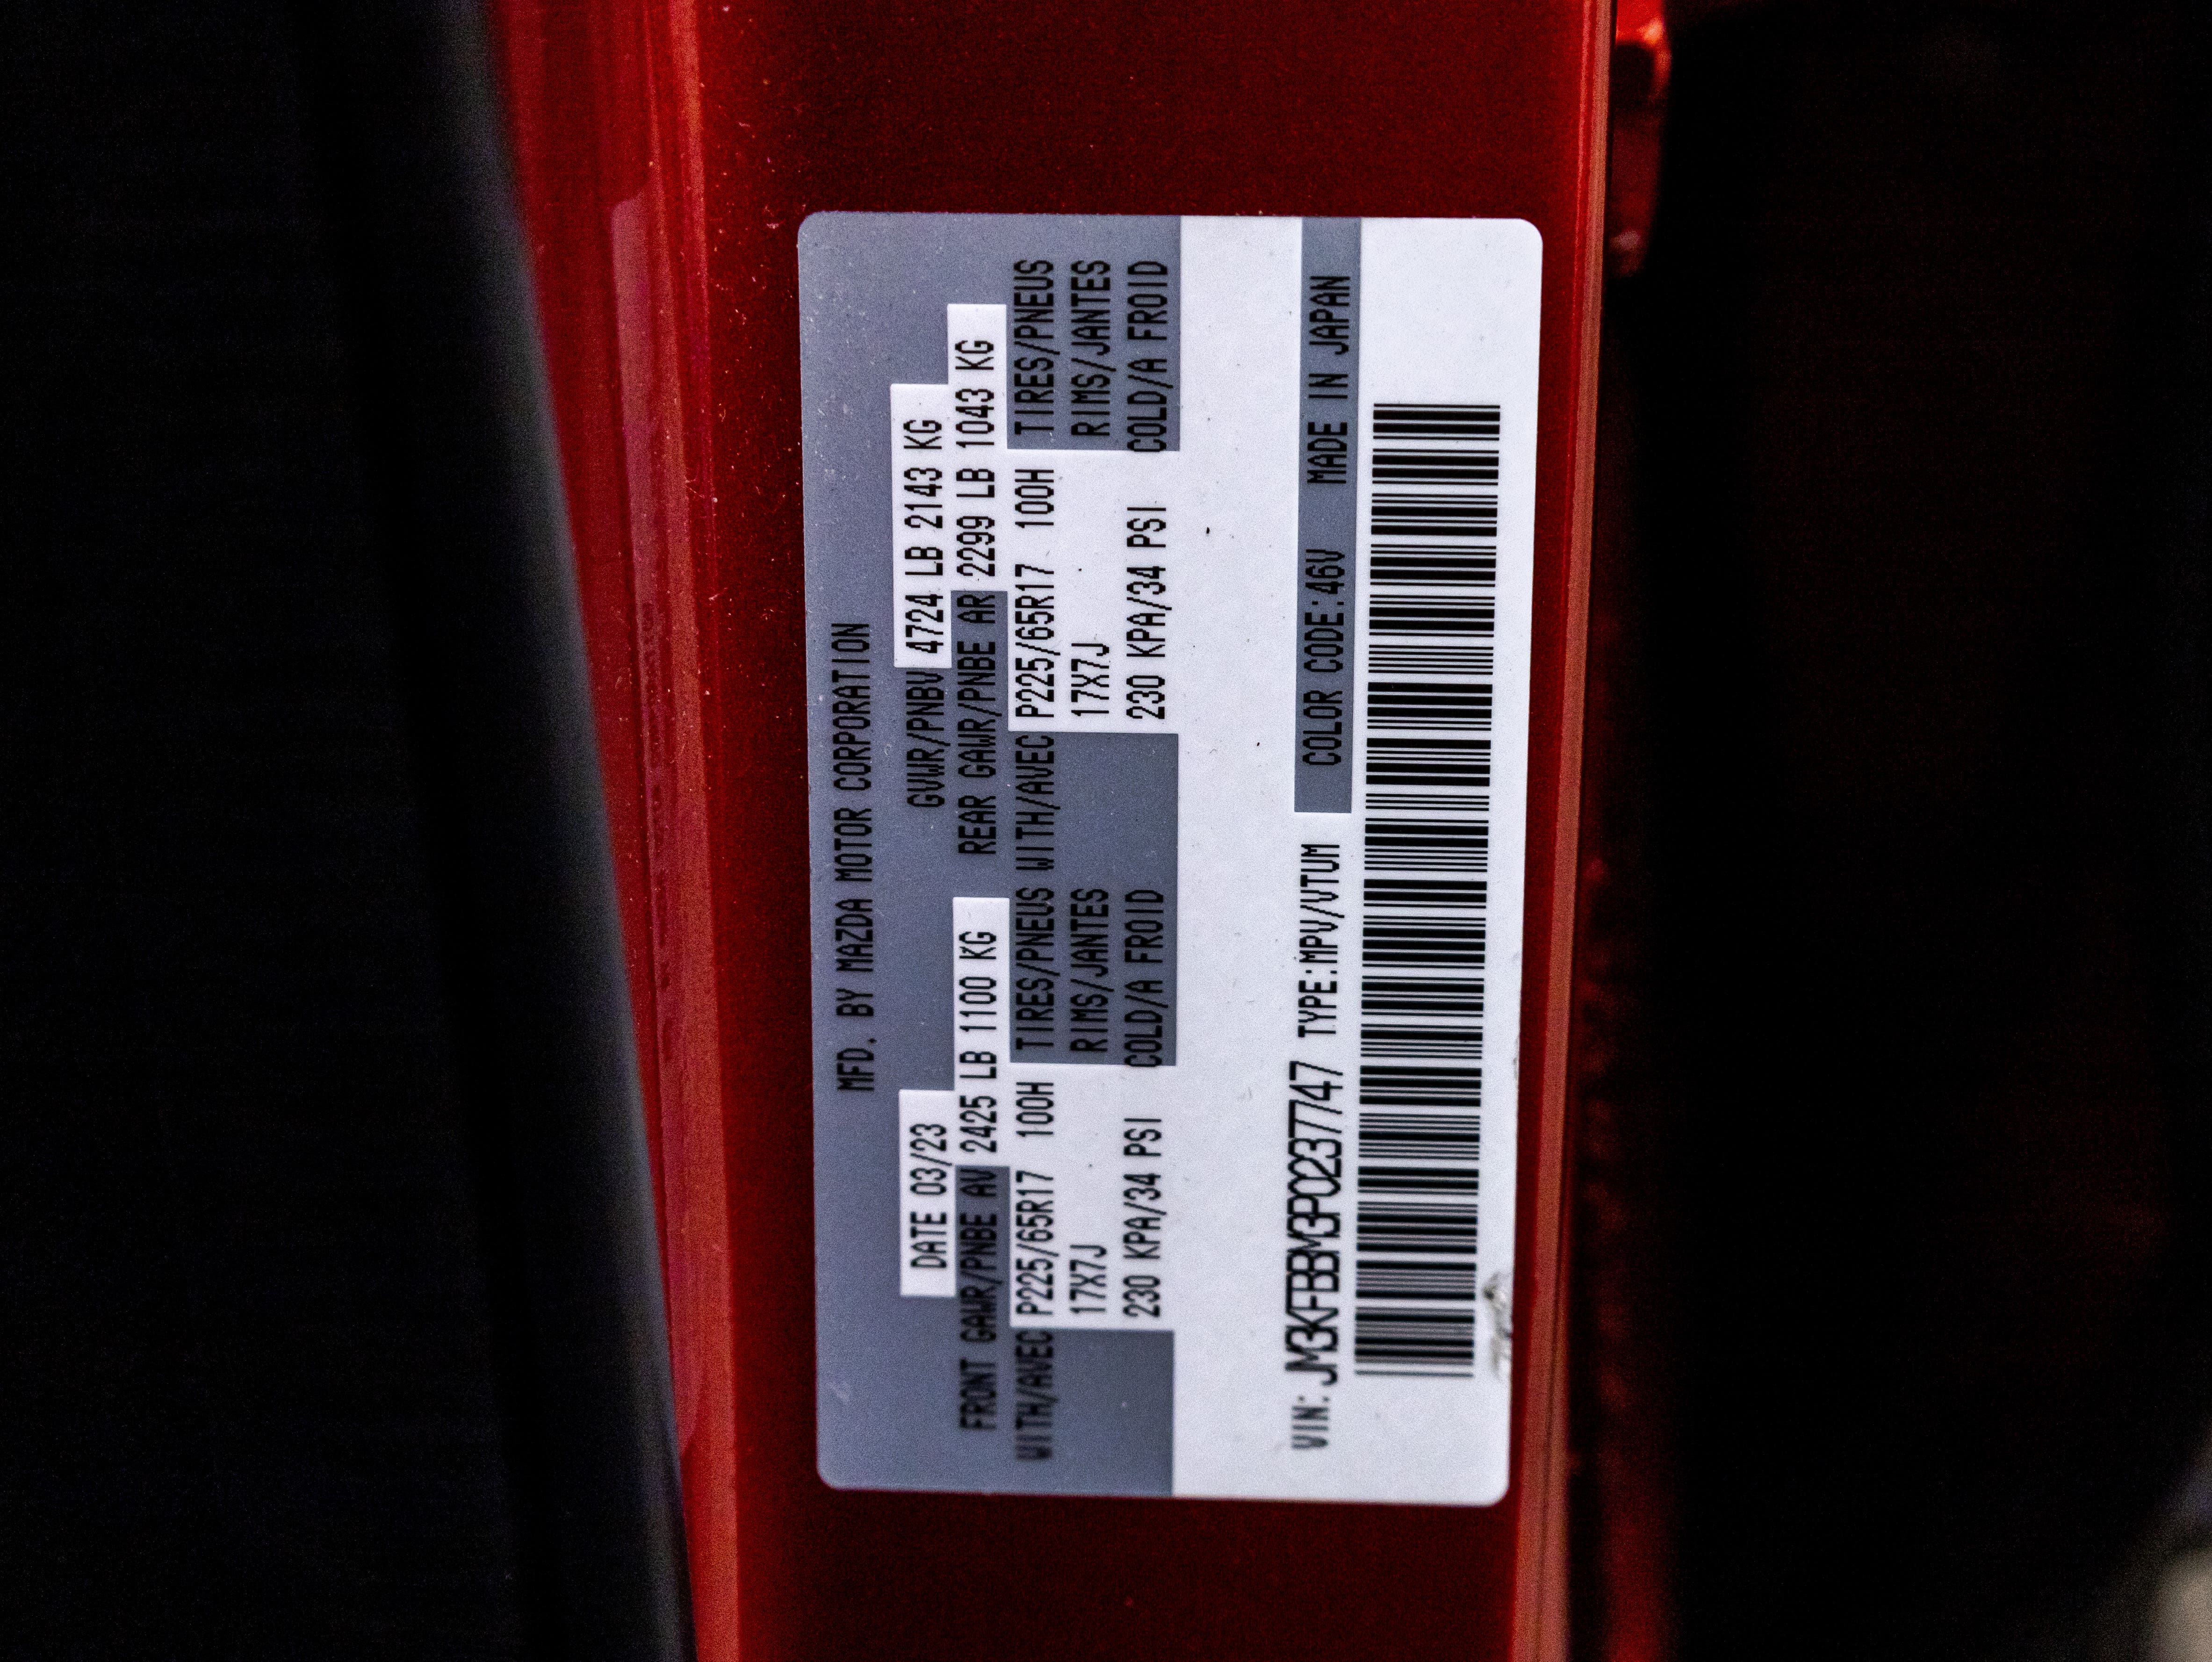 MFD. BY MAZDA MOTOR CORPORATION
DATE 03/23 GVWR/PNBV 4724 LB 2143 KG
FRONT GAWR/PNBE AV 2425 LB 1100 KG REAR GAWR/PNBE AR 2299 LB 1043 KG
WITH/AVEC P225/65R17 100H TIRES/PNEUS WITH/AVEC P225/65R17 100H TIRES/PNEUS
17X7J RIMS/JANTES 17X7J RIMS/JANTES
230 KPA/34 PSI COLD/A FROID 230 KPA/34 PSI COLD/A FROID
VIN: JM3KFBBM3P0237747 TYPE:MPV/VTUM COLOR CODE:46V MADE IN JAPAN